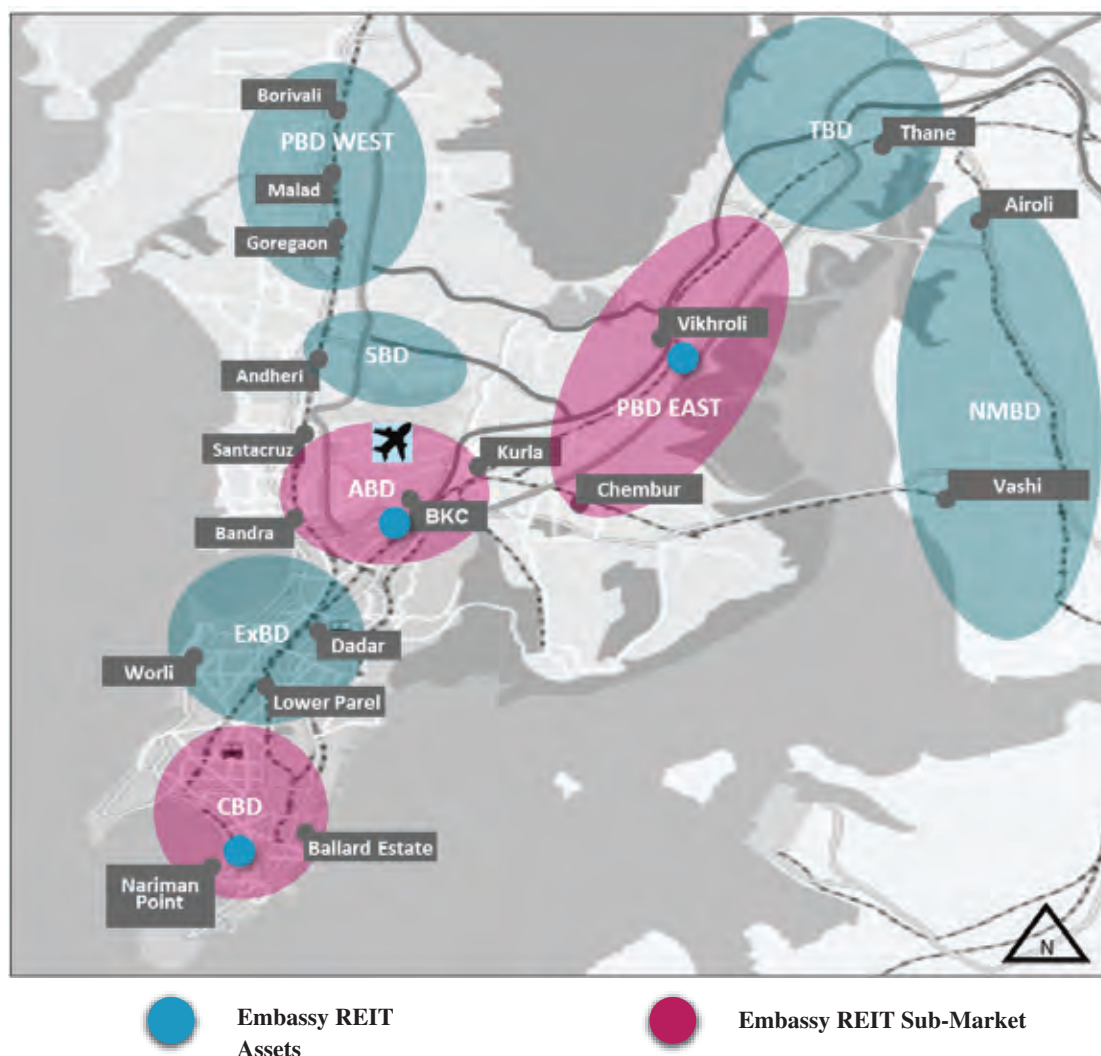 Borivali
PBD WEST
TBD
Thane
Malad
Airoli
Goregaon
Vikhroli
SBD
Andheri
PBD EAST
NMBD
Santacruz
Kurla
ABD
Chembur
Vashi
BKC
Bandra
ExBD
Dadar
Worli
Lower Parel
CBD
Ballard Estate
Nariman
Point
N
Embassy REIT
Assets
Embassy REIT Sub-Market